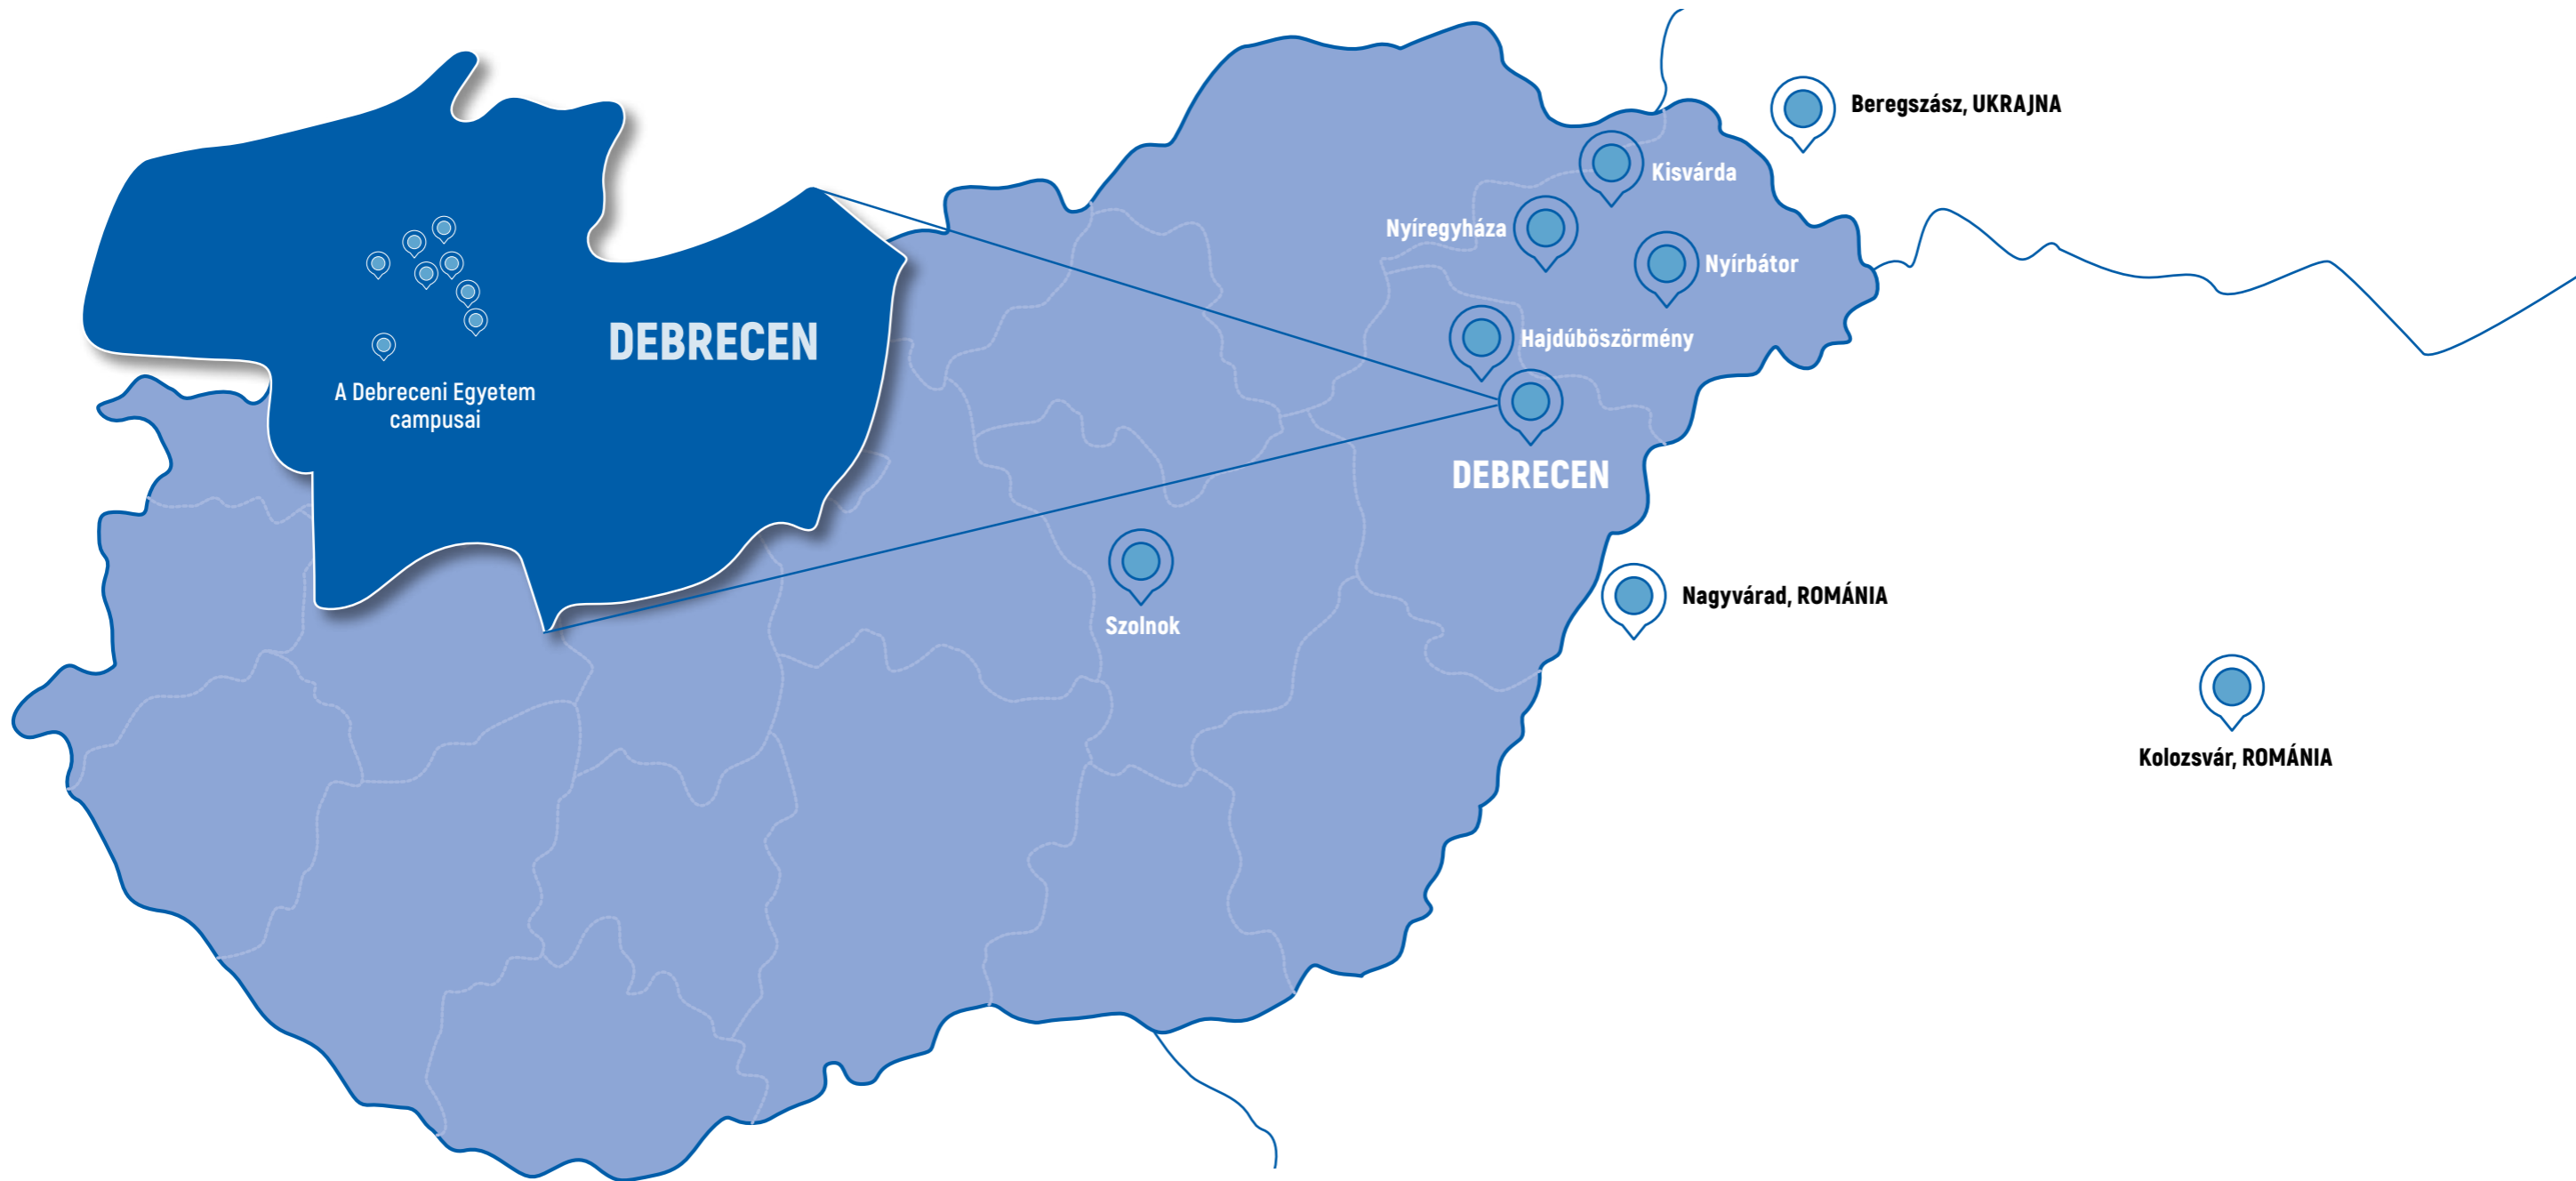 Beregszász, UKRAJNA
Kisvárda
Nyíregyháza
Nyírbátor
Hajdúböszörmény
DEBRECEN
A Debreceni Egyetem
campusai
DEBRECEN
Nagyvárad, ROMÁNIA
Szolnok
Kolozsvár, ROMÁNIA